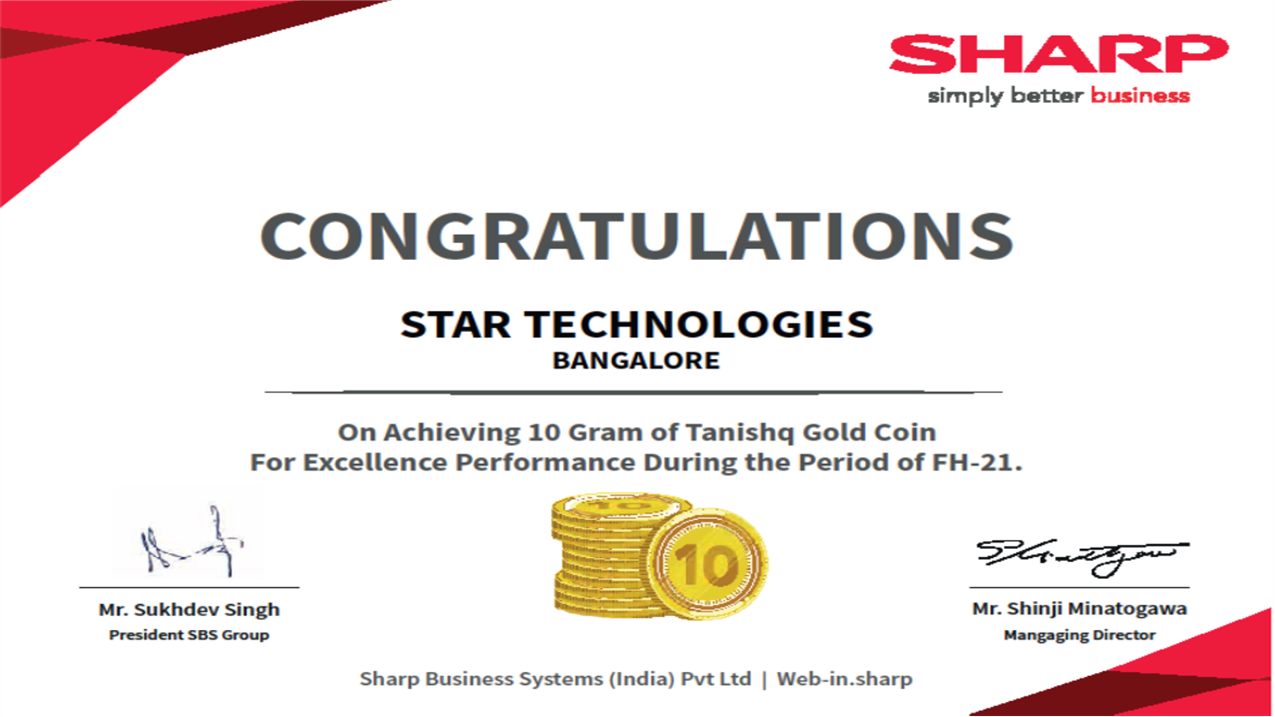 SHARP
simply better business
CONGRATULATIONS
STAR TECHNOLOGIES
BANGALORE
On Achieving 10 Gram of Tanishq Gold Coin
For Excellence Performance During the Period of FH-21.
10
10
Mr. Sukhdev Singh
President SBS Group
Mr. Shinji Minatogawa
Mangaging Director
Sharp Business Systems (India) Pvt Ltd | Web-in.sharp